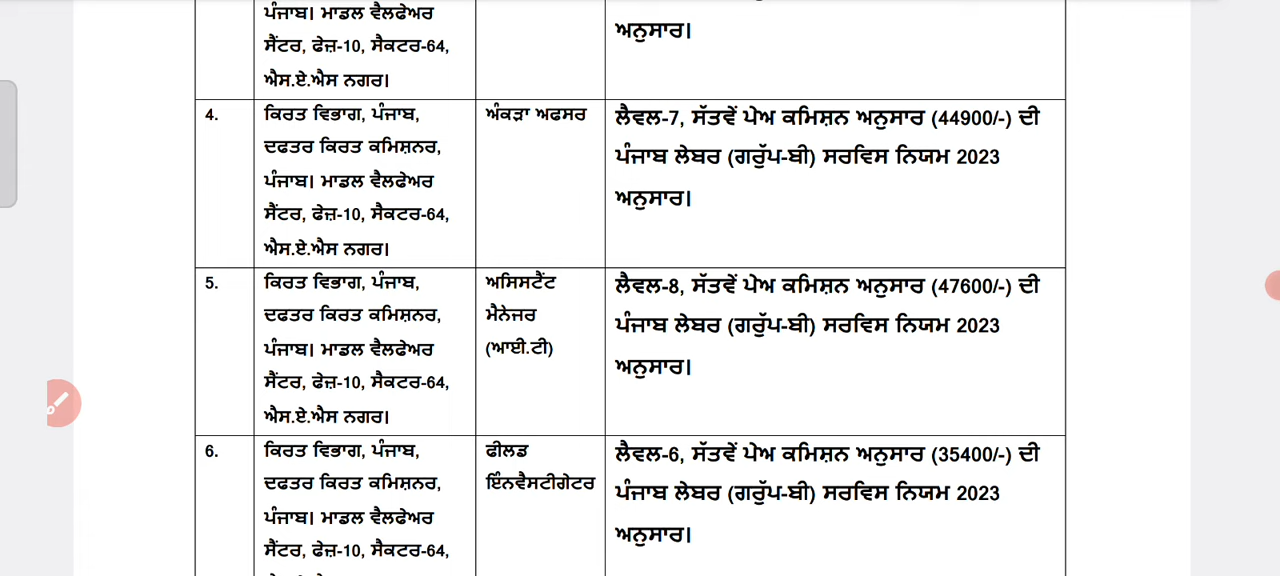 ਪੰਜਾਬ। ਮਾਡਲ ਵੈਲਫੇਅਰ
ਸੈਂਟਰ, ਫੇਜ਼-10, ਸੈਕਟਰ-64,
ਐਸ.ਏ.ਐਸ ਨਗਰ।
ਅਨੁਸਾਰ।
4.
ਕਿਰਤ ਵਿਭਾਗ, ਪੰਜਾਬ,
ਦਫਤਰ ਕਿਰਤ ਕਮਿਸ਼ਨਰ,
ਪੰਜਾਬ। ਮਾਡਲ ਵੈਲਫੇਅਰ
ਸੈਂਟਰ, ਫੇਜ਼-10, ਸੈਕਟਰ-64,
ਐਸ.ਏ.ਐਸ ਨਗਰ।
ਅੰਕੜਾ ਅਫਸਰ
ਲੈਵਲ-7, ਸੱਤਵੇਂ ਪੇਅ ਕਮਿਸ਼ਨ ਅਨੁਸਾਰ (44900/-) ਦੀ
ਪੰਜਾਬ ਲੇਬਰ (ਗਰੁੱਪ-ਬੀ) ਸਰਵਿਸ ਨਿਯਮ 2023
ਅਨੁਸਾਰ।
5.
ਕਿਰਤ ਵਿਭਾਗ, ਪੰਜਾਬ,
ਦਫਤਰ ਕਿਰਤ ਕਮਿਸ਼ਨਰ,
ਪੰਜਾਬ। ਮਾਡਲ ਵੈਲਫੇਅਰ
ਸੈਂਟਰ, ਫੇਜ਼-10, ਸੈਕਟਰ-64,
ਐਸ.ਏ.ਐਸ ਨਗਰ।
ਅਸਿਸਟੈਂਟ
ਮੈਨੇਜਰ
(ਆਈ.ਟੀ)
ਲੈਵਲ-8, ਸੱਤਵੇਂ ਪੇਅ ਕਮਿਸ਼ਨ ਅਨੁਸਾਰ (47600/-) ਦੀ
ਪੰਜਾਬ ਲੇਬਰ (ਗਰੁੱਪ-ਬੀ) ਸਰਵਿਸ ਨਿਯਮ 2023
ਅਨੁਸਾਰ।
6.
ਕਿਰਤ ਵਿਭਾਗ, ਪੰਜਾਬ,
ਦਫਤਰ ਕਿਰਤ ਕਮਿਸ਼ਨਰ,
ਪੰਜਾਬ। ਮਾਡਲ ਵੈਲਫੇਅਰ
ਸੈਂਟਰ, ਫੇਜ਼-10, ਸੈਕਟਰ-64,
ਫੀਲਡ
ਇੰਨਵੈਸਟੀਗੇਟਰ
ਲੈਵਲ-6, ਸੱਤਵੇਂ ਪੇਅ ਕਮਿਸ਼ਨ ਅਨੁਸਾਰ (35400/-) ਦੀ
ਪੰਜਾਬ ਲੇਬਰ (ਗਰੁੱਪ-ਬੀ) ਸਰਵਿਸ ਨਿਯਮ 2023
ਅਨੁਸਾਰ।